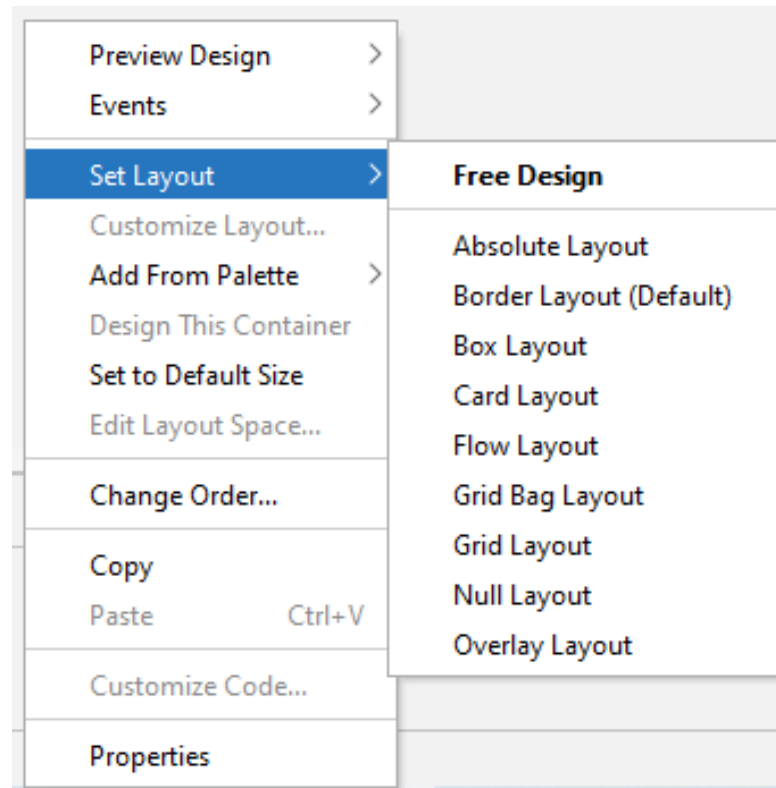 Preview Design
Events
Set Layout
Customize Layout...
Add From Palette
Design This Container
Set to Default Size
Edit Layout Space...
Change Order...
Copy
Paste Ctrl+V
Customize Code...
Properties
Free Design
Absolute Layout
Border Layout (Default)
Box Layout
Card Layout
Flow Layout
Grid Bag Layout
Grid Layout
Null Layout
Overlay Layout